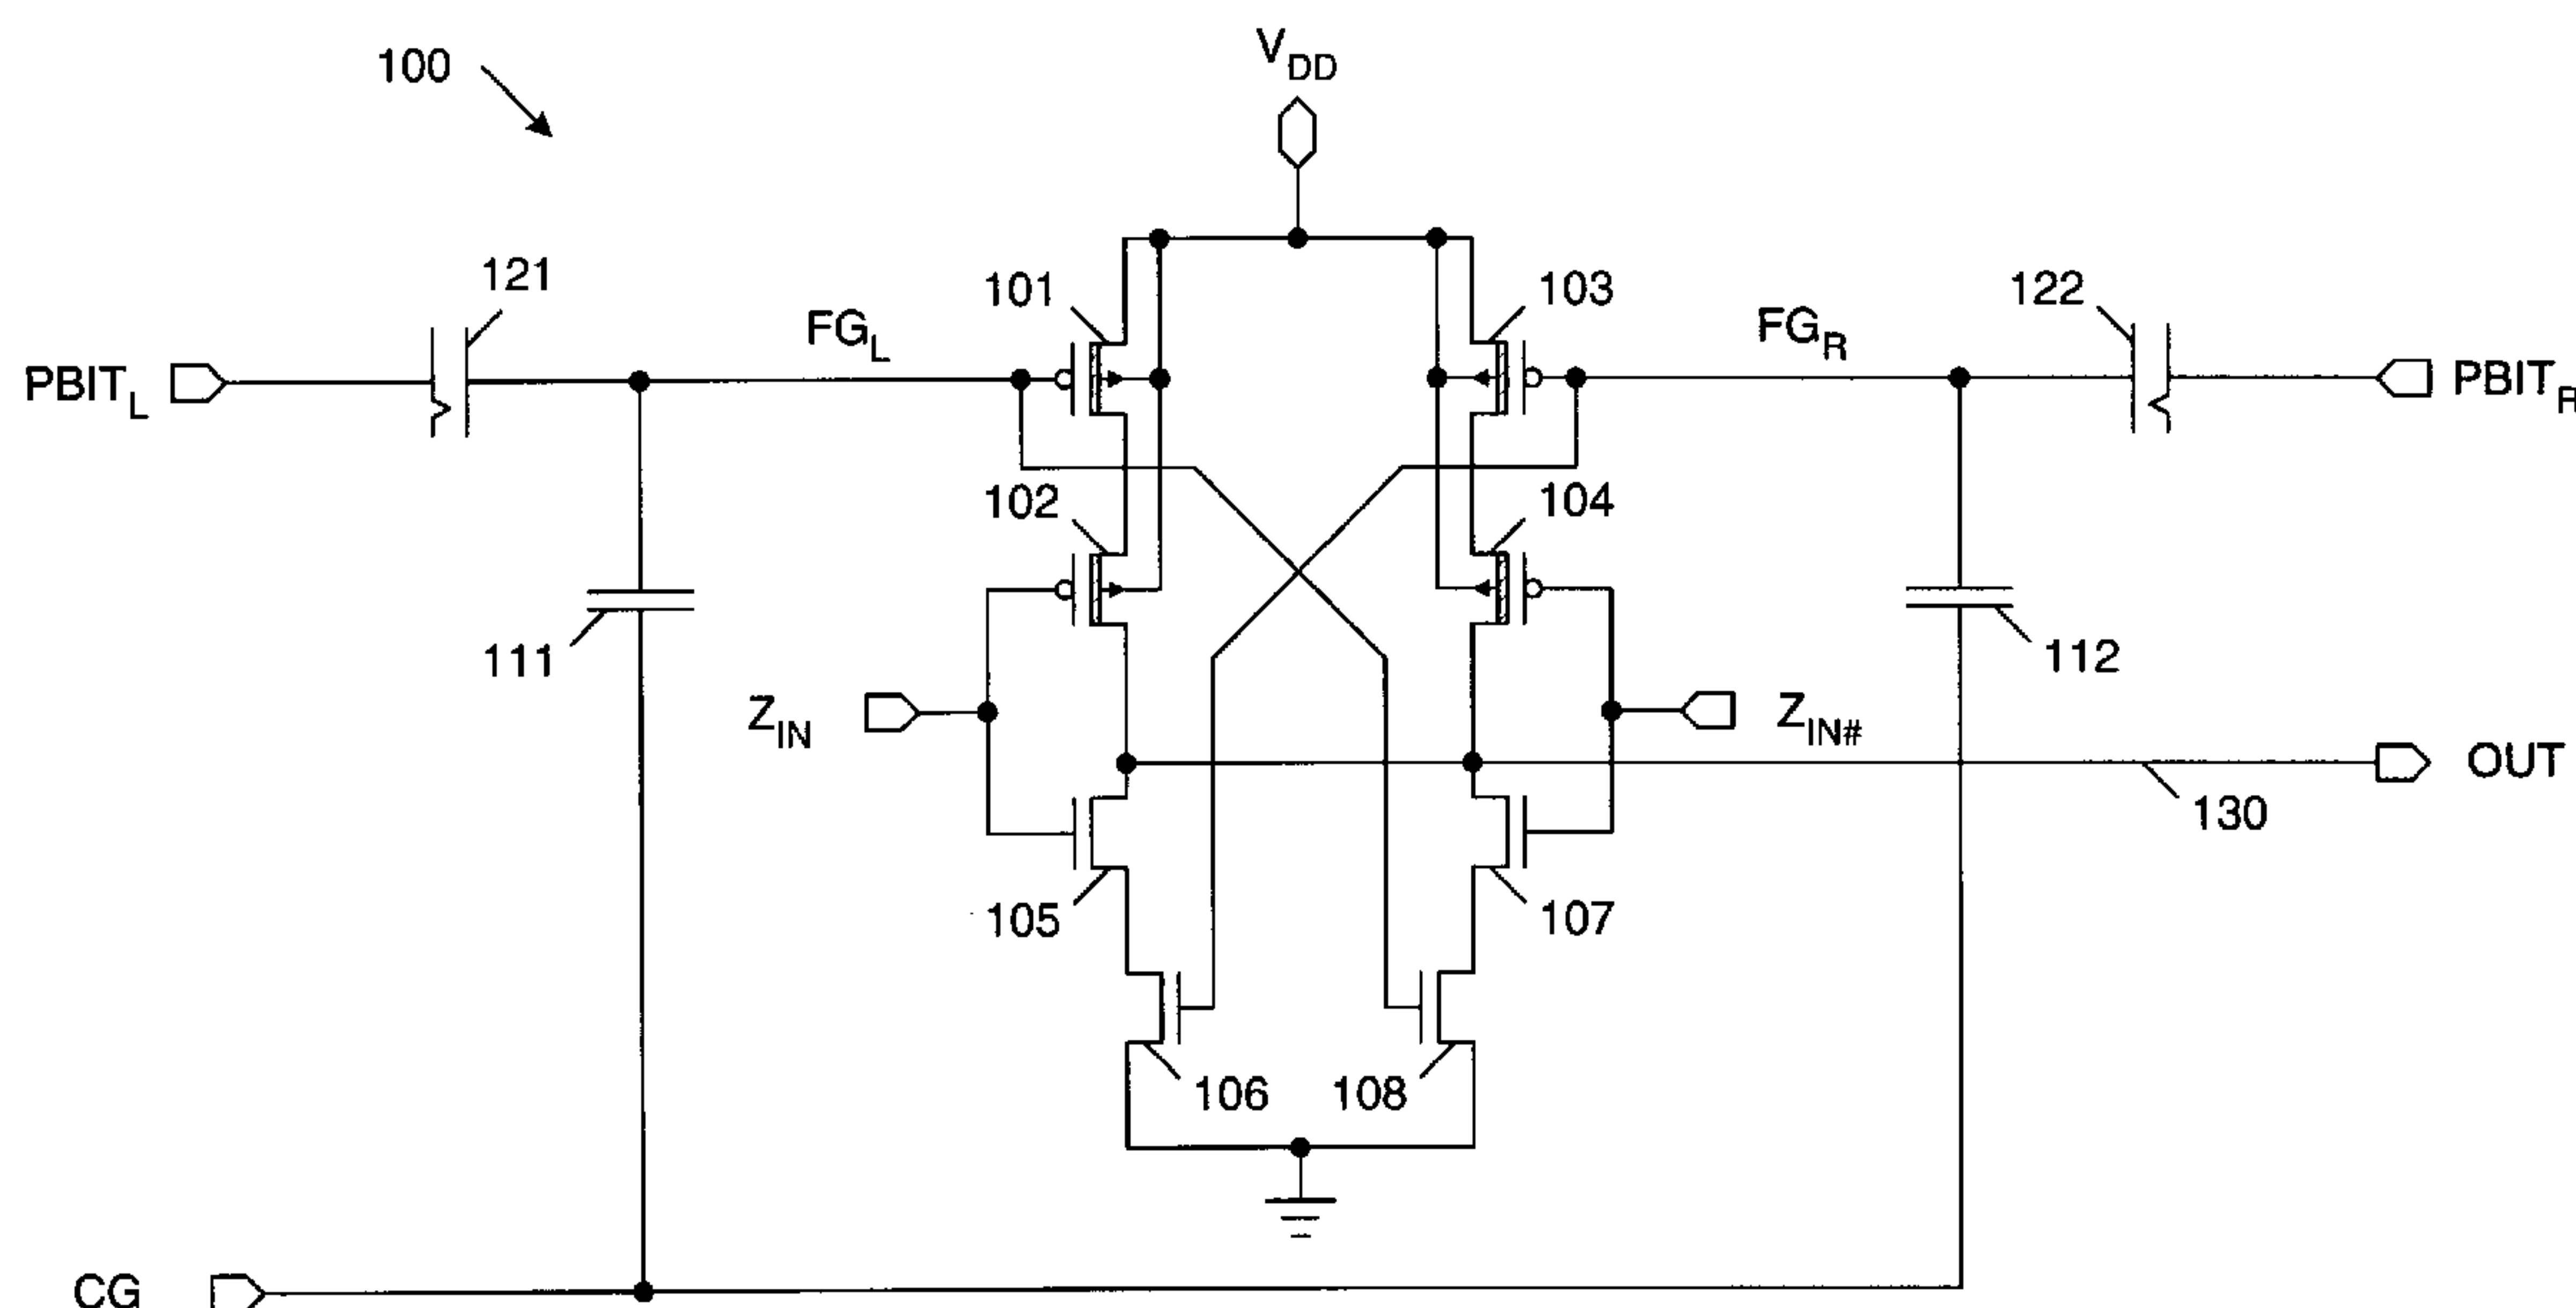 100
V_DD
121
101
103
122
FG_L
FG_R
PBIT_L
PBIT_R
102
104
111
112
Z_IN
Z_IN#
OUT
130
105
107
106
108
CG